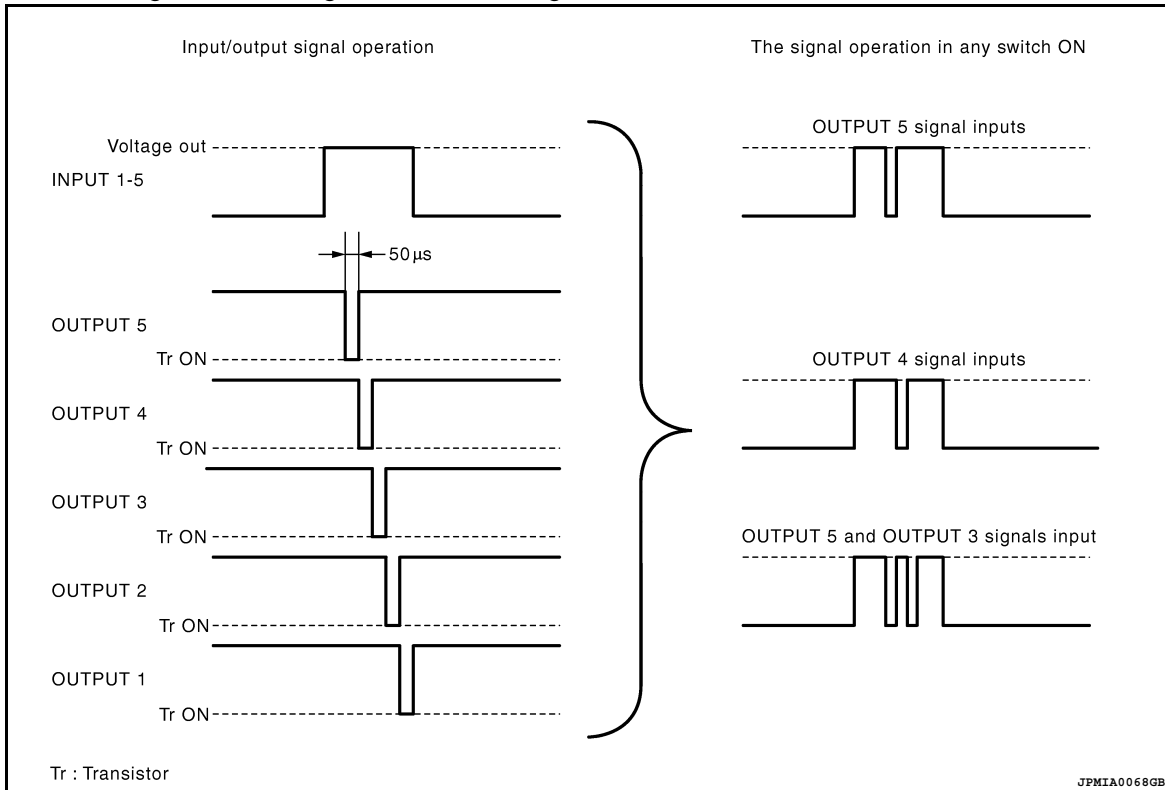 Input/output signal operation
The signal operation in any switch ON
Voltage out
INPUT 1-5
50 µs
OUTPUT 5
Tr ON
OUTPUT 4
Tr ON
OUTPUT 3
Tr ON
OUTPUT 2
Tr ON
OUTPUT 1
Tr ON
OUTPUT 5 signal inputs
OUTPUT 4 signal inputs
OUTPUT 5 and OUTPUT 3 signals input
Tr : Transistor
JPMIA0068GB